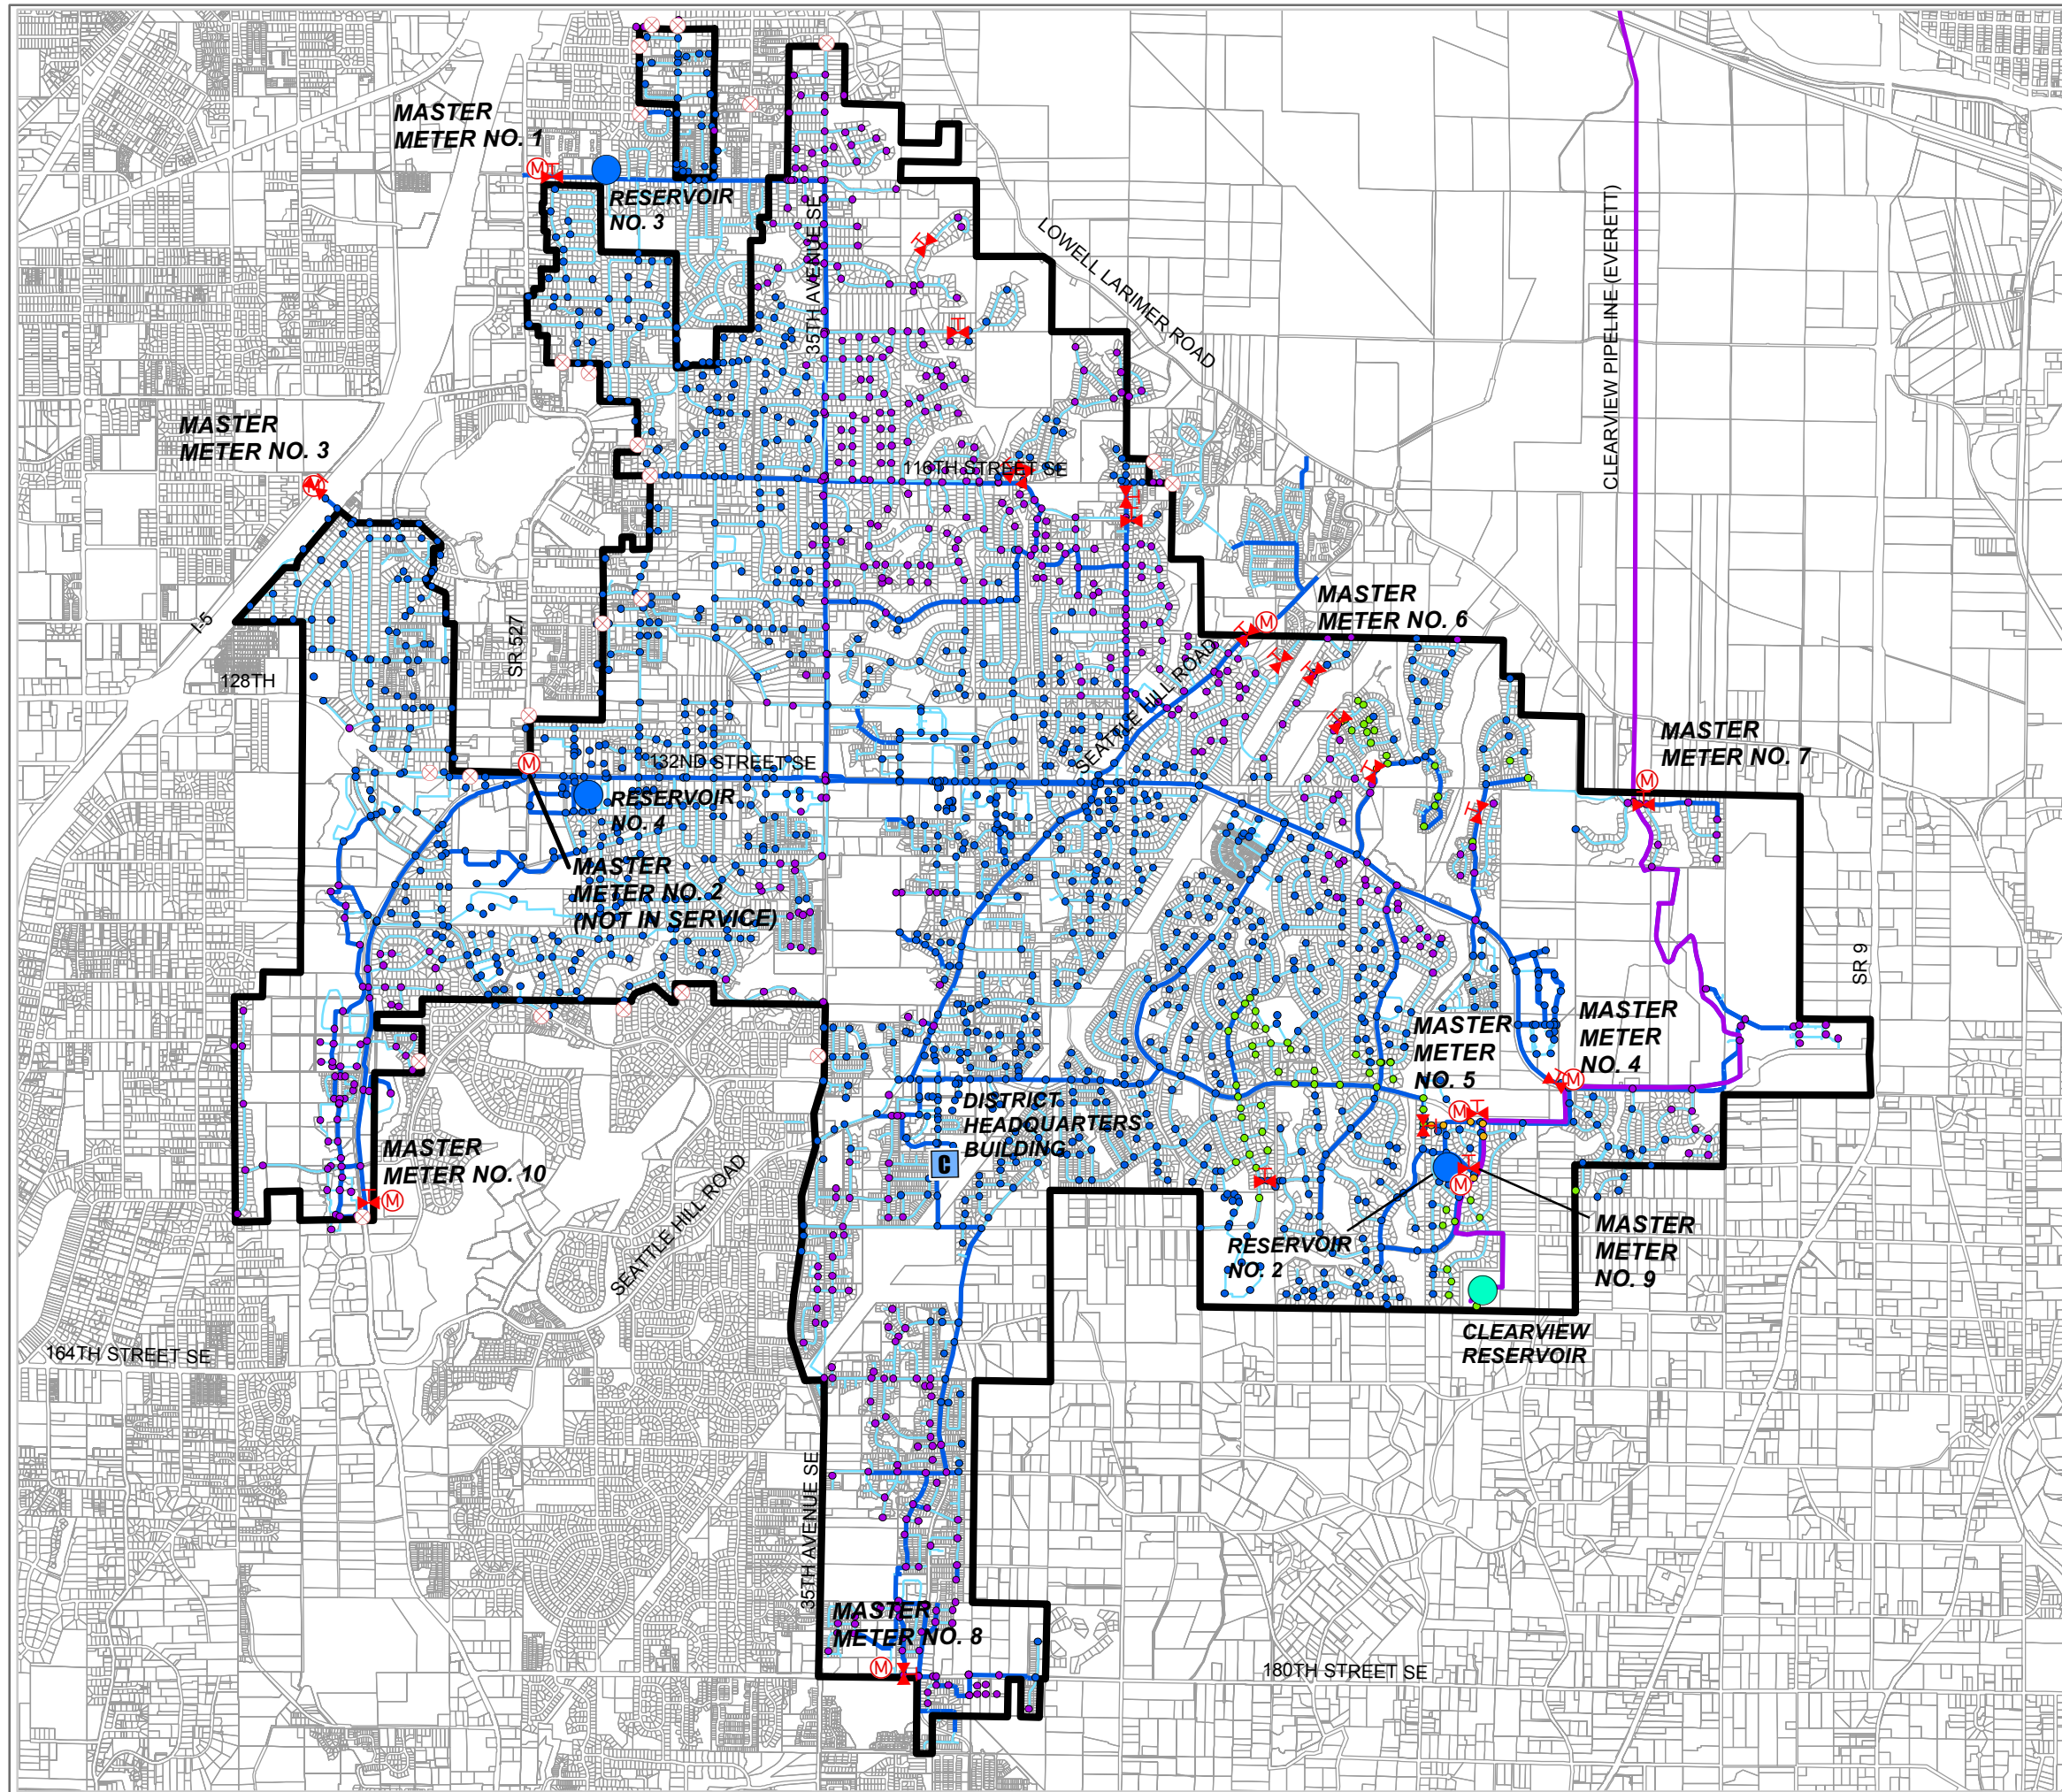 MASTER
METER NO. 1
RESERVOIR
NO. 3
35TH AVENUE SE
LOWELL LARIMER ROAD
CLEARVIEW PIPELINE (EVERETT)
MASTER
METER NO. 3
116TH STREET SE
I-5
128TH
SR 527
MASTER
METER NO. 6
SEATTLE HILL ROAD
MASTER
METER NO. 7
132ND STREET SE
RESERVOIR
NO. 4
MASTER
METER NO. 2
(NOT IN SERVICE)
SR 9
MASTER
METER
NO. 5
MASTER
METER
NO. 4
DISTRICT
HEADQUARTERS
BUILDING
C
MASTER
METER NO. 10
SEATTLE HILL ROAD
RESERVOIR
NO. 2
MASTER
METER
NO. 9
CLEARVIEW
RESERVOIR
164TH STREET SE
35TH AVENUE SE
MASTER
METER NO. 8
180TH STREET SE
M
M
M
M
M
M
M
M
M
M